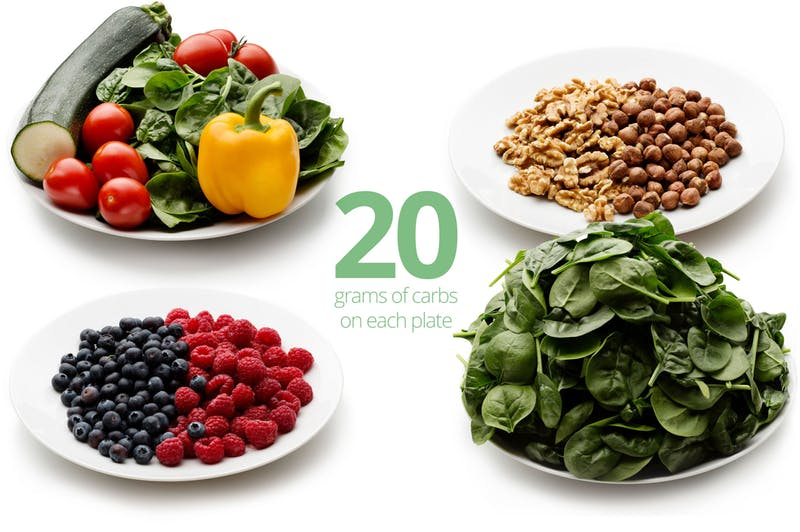 20
grams of carbs
on each plate